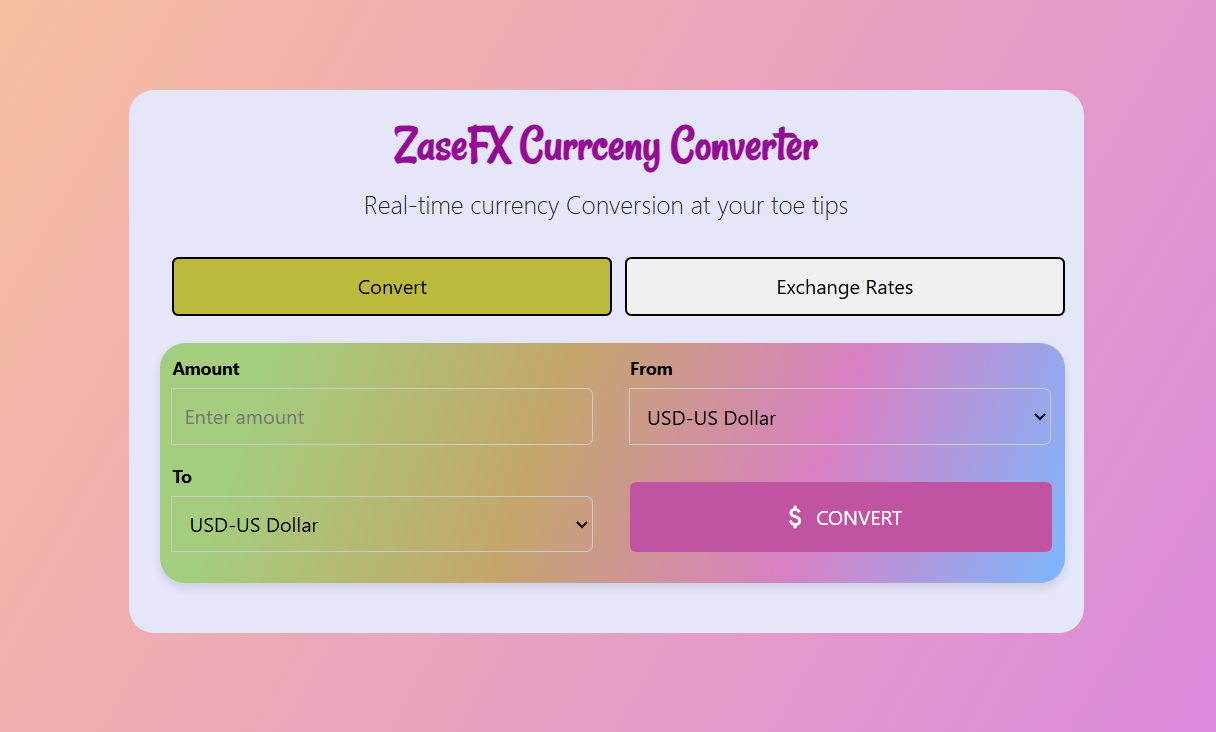 ZaseFX Currceny Converter
Real-time currency Conversion at your toe tips
Convert
Exchange Rates
Amount
From
Enter amount
USD-US Dollar
To
USD-US Dollar
$ CONVERT